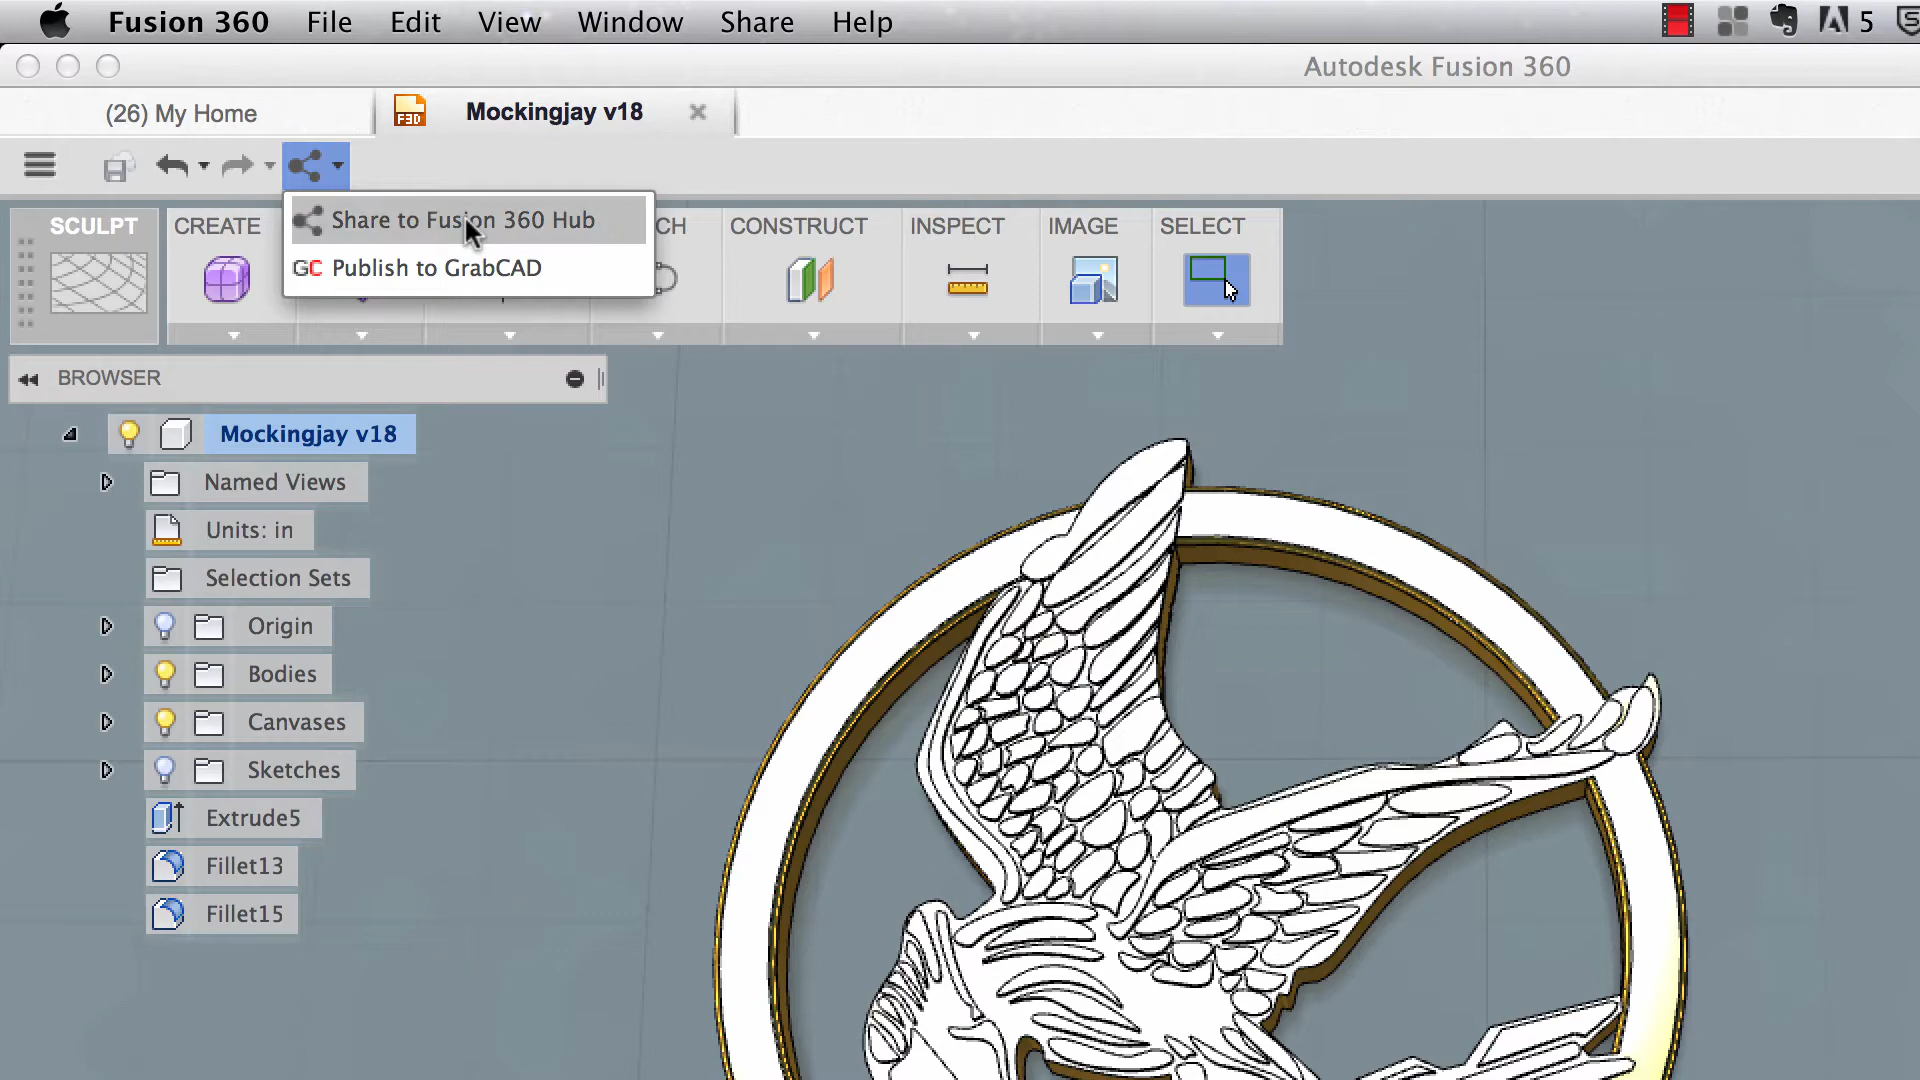 Fusion 360 File Edit View Window Share Help 5
Autodesk Fusion 360
(26) My Home F3D Mockingjay v18
SCULPT CREATE CH CONSTRUCT INSPECT IMAGE SELECT
Share to Fusion 360 Hub
GC Publish to GrabCAD
BROWSER
Mockingjay v18
Named Views
Units: in
Selection Sets
Origin
Bodies
Canvases
Sketches
Extrude5
Fillet13
Fillet15